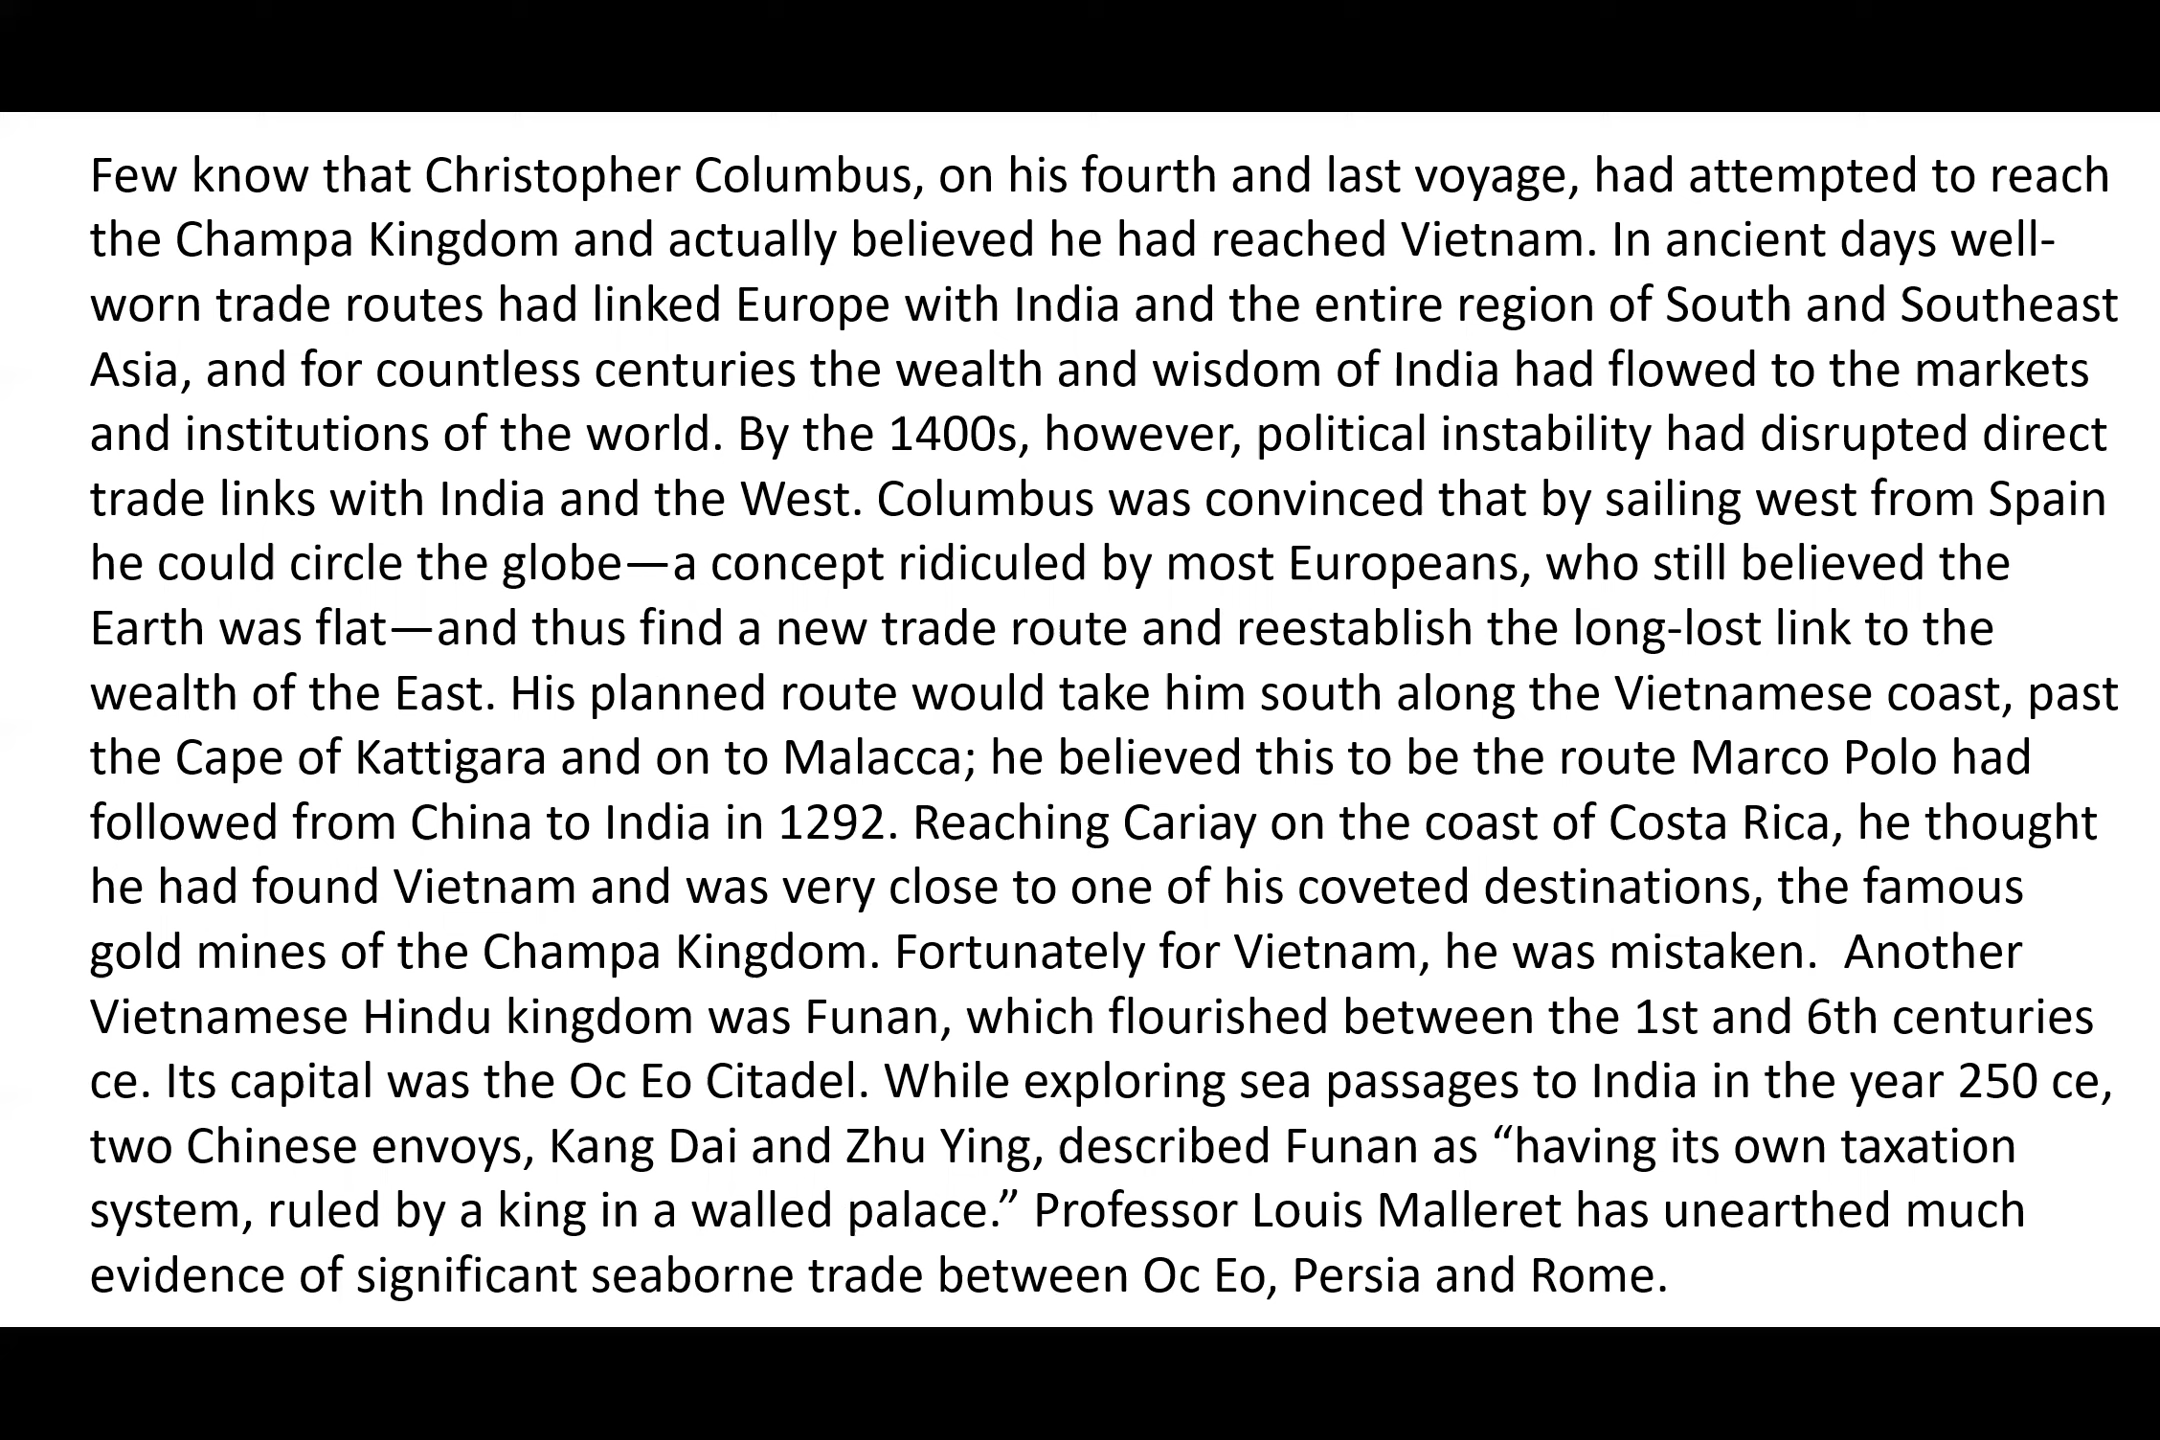 Few know that Christopher Columbus, on his fourth and last voyage, had attempted to reach
the Champa Kingdom and actually believed he had reached Vietnam. In ancient days well-
worn trade routes had linked Europe with India and the entire region of South and Southeast
Asia, and for countless centuries the wealth and wisdom of India had flowed to the markets
and institutions of the world. By the 1400s, however, political instability had disrupted direct
trade links with India and the West. Columbus was convinced that by sailing west from Spain
he could circle the globe—a concept ridiculed by most Europeans, who still believed the
Earth was flat—and thus find a new trade route and reestablish the long-lost link to the
wealth of the East. His planned route would take him south along the Vietnamese coast, past
the Cape of Kattigara and on to Malacca; he believed this to be the route Marco Polo had
followed from China to India in 1292. Reaching Cariay on the coast of Costa Rica, he thought
he had found Vietnam and was very close to one of his coveted destinations, the famous
gold mines of the Champa Kingdom. Fortunately for Vietnam, he was mistaken.  Another
Vietnamese Hindu kingdom was Funan, which flourished between the 1st and 6th centuries
ce. Its capital was the Oc Eo Citadel. While exploring sea passages to India in the year 250 ce,
two Chinese envoys, Kang Dai and Zhu Ying, described Funan as “having its own taxation
system, ruled by a king in a walled palace.” Professor Louis Malleret has unearthed much
evidence of significant seaborne trade between Oc Eo, Persia and Rome.